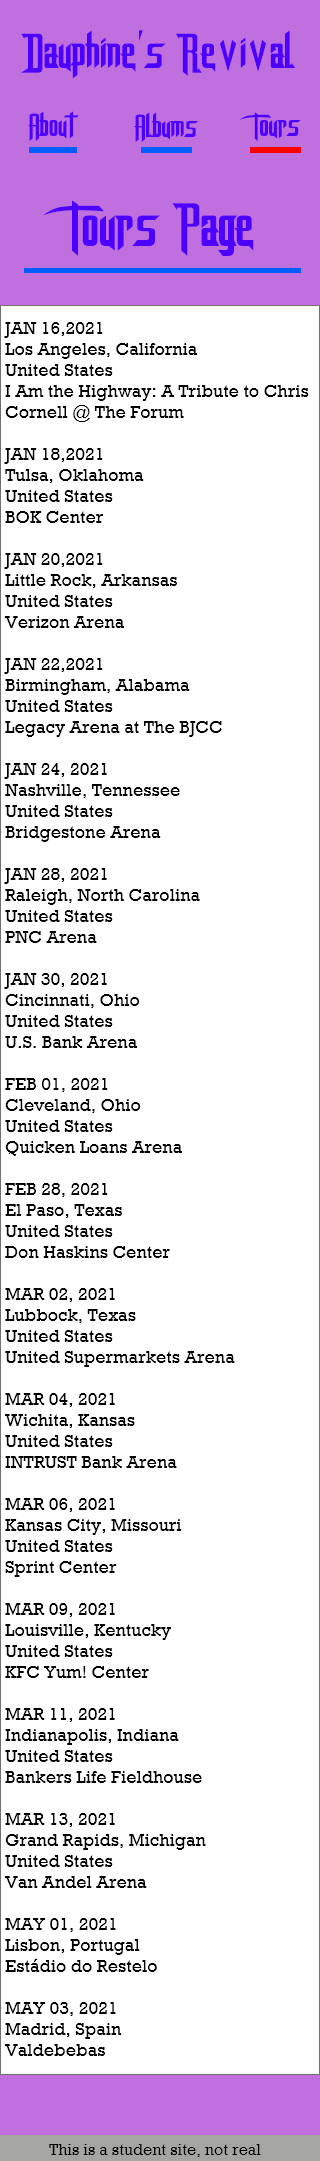 Dauphine's Revival
About Albums Tours
Tours Page
JAN 16,2021
Los Angeles, California
United States
I Am the Highway: A Tribute to Chris
Cornell @ The Forum
JAN 18,2021
Tulsa, Oklahoma
United States
BOK Center
JAN 20,2021
Little Rock, Arkansas
United States
Verizon Arena
JAN 22,2021
Birmingham, Alabama
United States
Legacy Arena at The BJCC
JAN 24, 2021
Nashville, Tennessee
United States
Bridgestone Arena
JAN 28, 2021
Raleigh, North Carolina
United States
PNC Arena
JAN 30, 2021
Cincinnati, Ohio
United States
U.S. Bank Arena
FEB 01, 2021
Cleveland, Ohio
United States
Quicken Loans Arena
FEB 28, 2021
El Paso, Texas
United States
Don Haskins Center
MAR 02, 2021
Lubbock, Texas
United States
United Supermarkets Arena
MAR 04, 2021
Wichita, Kansas
United States
INTRUST Bank Arena
MAR 06, 2021
Kansas City, Missouri
United States
Sprint Center
MAR 09, 2021
Louisville, Kentucky
United States
KFC Yum! Center
MAR 11, 2021
Indianapolis, Indiana
United States
Bankers Life Fieldhouse
MAR 13, 2021
Grand Rapids, Michigan
United States
Van Andel Arena
MAY 01, 2021
Lisbon, Portugal
Estádio do Restelo
MAY 03, 2021
Madrid, Spain
Valdebebas
This is a student site, not real